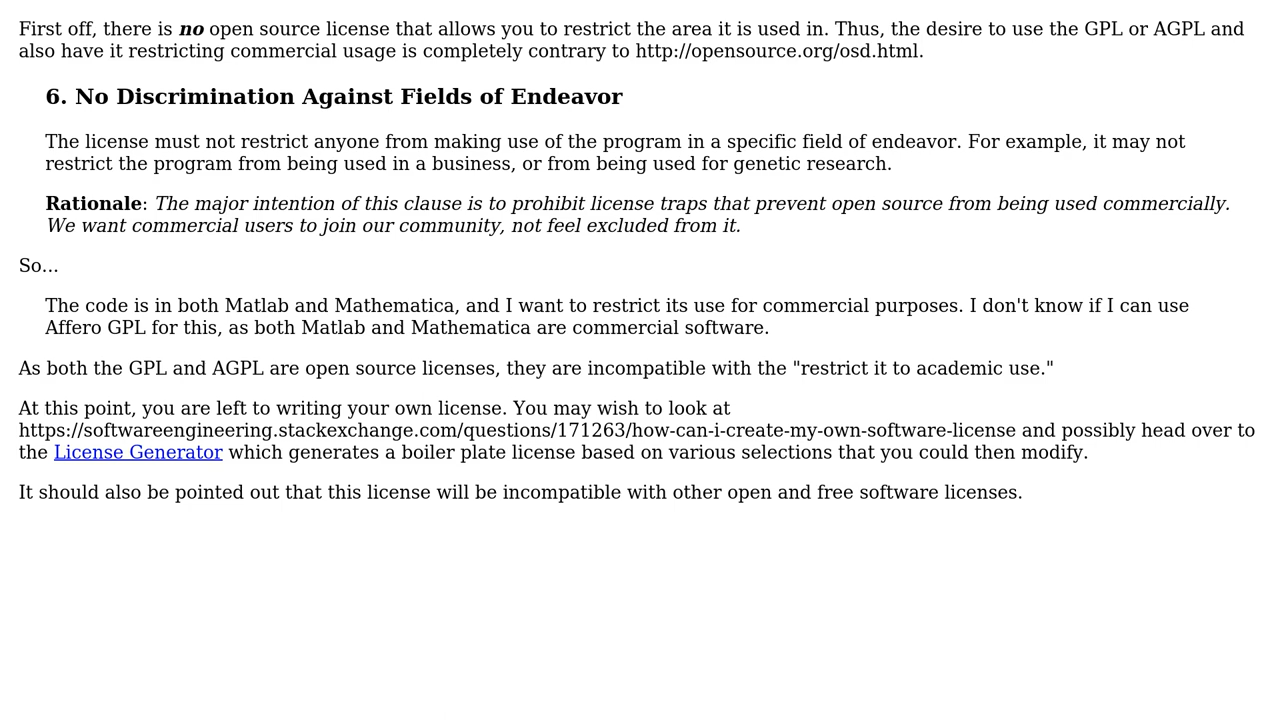 First off, there is no open source license that allows you to restrict the area it is used in. Thus, the desire to use the GPL or AGPL and
also have it restricting commercial usage is completely contrary to http://opensource.org/osd.html.
6. No Discrimination Against Fields of Endeavor
The license must not restrict anyone from making use of the program in a specific field of endeavor. For example, it may not
restrict the program from being used in a business, or from being used for genetic research.
Rationale: The major intention of this clause is to prohibit license traps that prevent open source from being used commercially.
We want commercial users to join our community, not feel excluded from it.
So...
The code is in both Matlab and Mathematica, and I want to restrict its use for commercial purposes. I don't know if I can use
Affero GPL for this, as both Matlab and Mathematica are commercial software.
As both the GPL and AGPL are open source licenses, they are incompatible with the "restrict it to academic use."
At this point, you are left to writing your own license. You may wish to look at
https://softwareengineering.stackexchange.com/questions/171263/how-can-i-create-my-own-software-license and possibly head over to
the License Generator which generates a boiler plate license based on various selections that you could then modify.
It should also be pointed out that this license will be incompatible with other open and free software licenses.